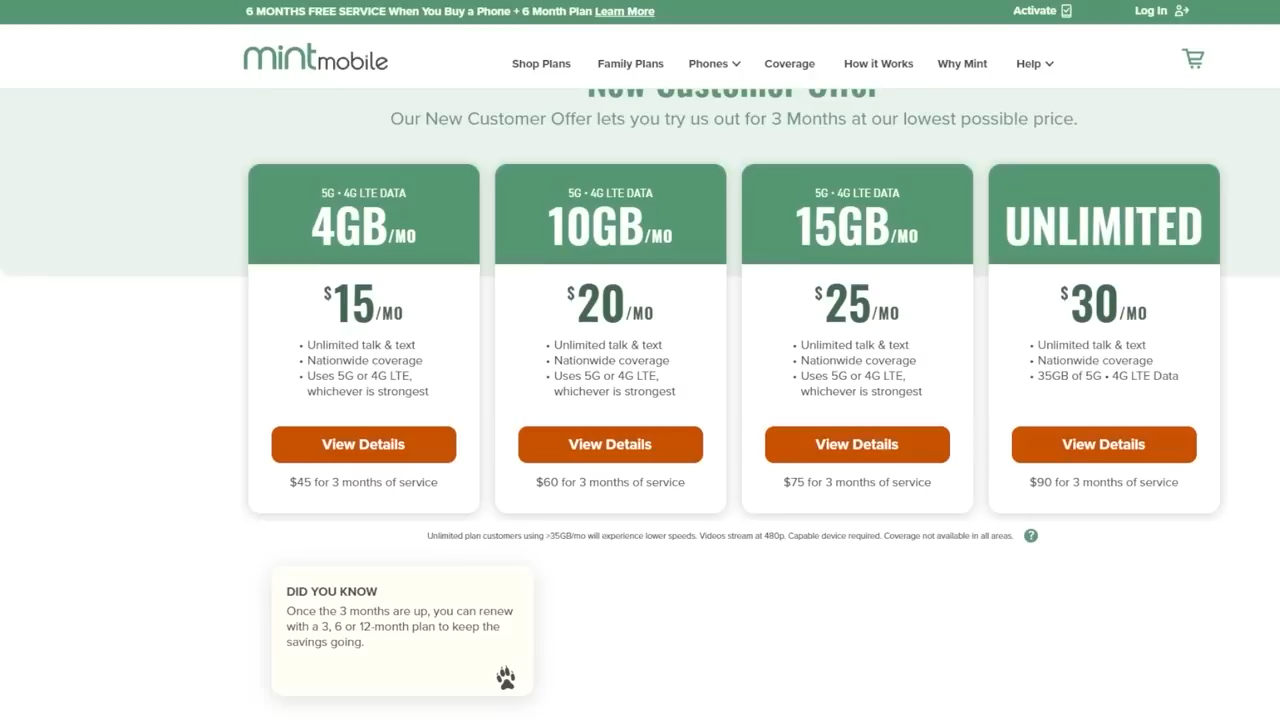 6 MONTHS FREE SERVICE When You Buy a Phone + 6 Month Plan Learn More
Activate
Log In
mintmobile
Shop Plans
Family Plans
Phones
Coverage
How it Works
Why Mint
Help
New Customer Offer
Our New Customer Offer lets you try us out for 3 Months at our lowest possible price.
5G • 4G LTE DATA
4GB/MO
$15/MO
• Unlimited talk & text
• Nationwide coverage
• Uses 5G or 4G LTE,
whichever is strongest
View Details
$45 for 3 months of service
5G • 4G LTE DATA
10GB/MO
$20/MO
• Unlimited talk & text
• Nationwide coverage
• Uses 5G or 4G LTE,
whichever is strongest
View Details
$60 for 3 months of service
5G • 4G LTE DATA
15GB/MO
$25/MO
• Unlimited talk & text
• Nationwide coverage
• Uses 5G or 4G LTE,
whichever is strongest
View Details
$75 for 3 months of service
UNLIMITED
$30/MO
• Unlimited talk & text
• Nationwide coverage
• 35GB of 5G • 4G LTE Data
View Details
$90 for 3 months of service
Unlimited plan customers using >35GB/mo will experience lower speeds. Videos stream at 480p. Capable device required. Coverage not available in all areas.
?
DID YOU KNOW
Once the 3 months are up, you can renew
with a 3, 6 or 12-month plan to keep the
savings going.